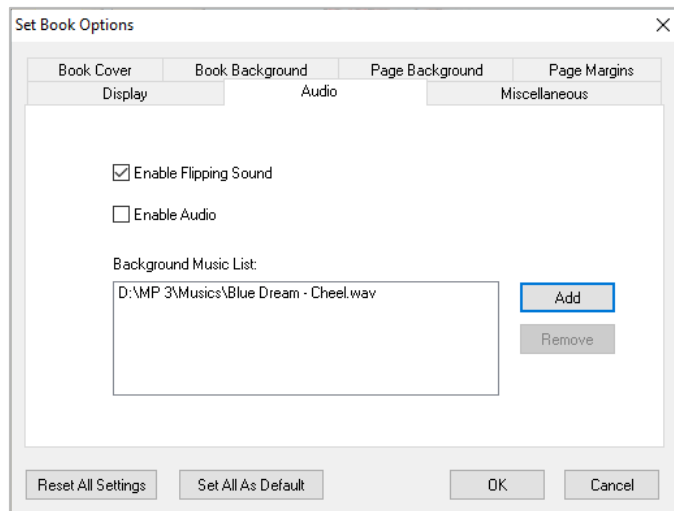 Set Book Options
Book Cover
Book Background
Page Background
Page Margins
Display
Audio
Miscellaneous
Enable Flipping Sound
Enable Audio
Background Music List:
D:\MP 3\Musics\Blue Dream - Cheel.wav
Add
Remove
Reset All Settings
Set All As Default
OK
Cancel